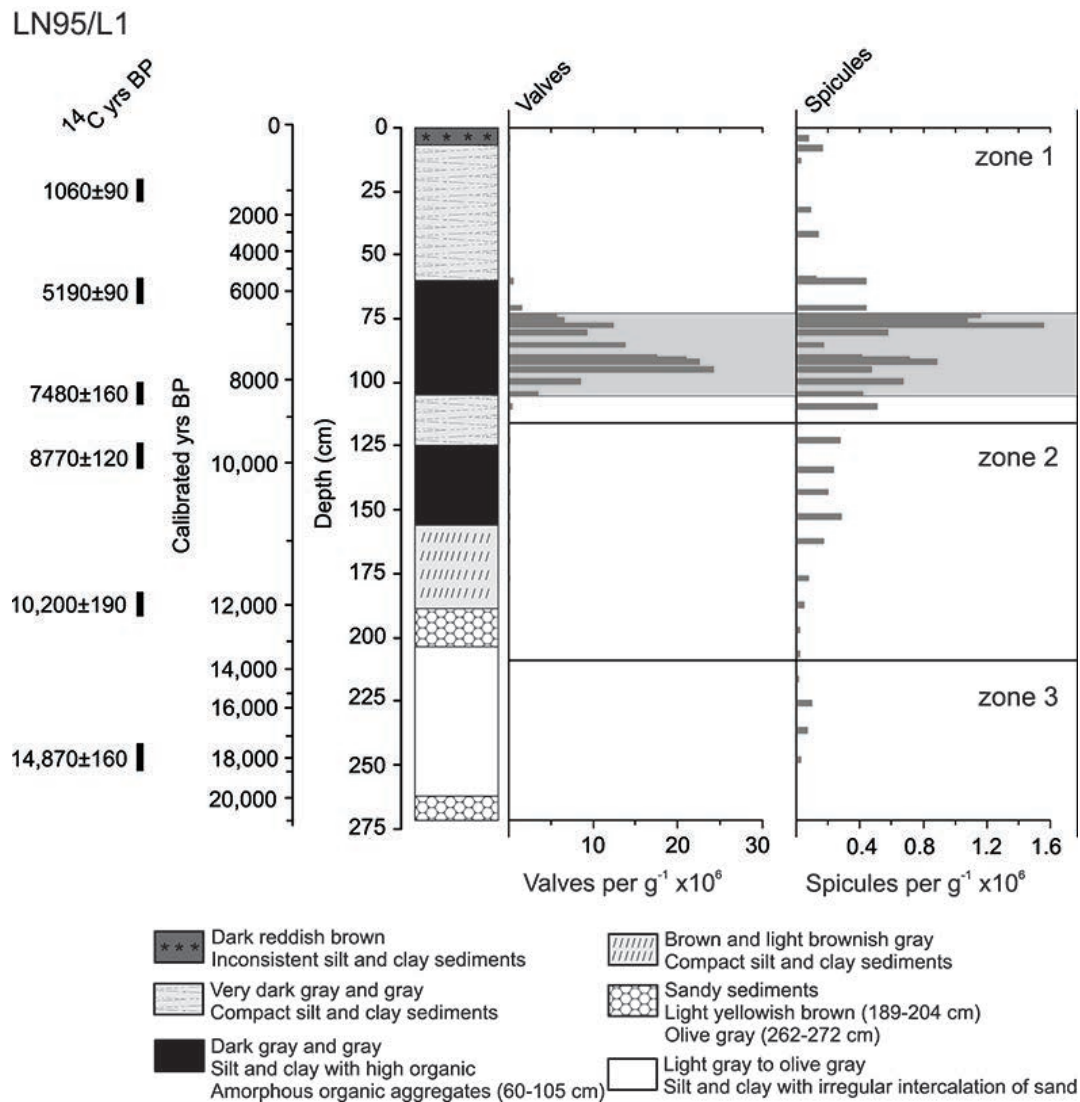 LN95/L1
14C yrs BP
1060±90
5190±90
7480±160
8770±120
10,200±190
14,870±160
Calibrated yrs BP
0
2000
4000
6000
8000
10,000
12,000
14,000
16,000
18,000
20,000
Depth (cm)
0
25
50
75
100
125
150
175
200
225
250
275
Valves
10
20
30
Valves per g⁻¹ x10⁶
Spicules
zone 1
zone 2
zone 3
0.4
0.8
1.2
1.6
Spicules per g⁻¹ x10⁶
Dark reddish brown
Inconsistent silt and clay sediments
Very dark gray and gray
Compact silt and clay sediments
Dark gray and gray
Silt and clay with high organic
Amorphous organic aggregates (60-105 cm)
Brown and light brownish gray
Compact silt and clay sediments
Sandy sediments
Light yellowish brown (189-204 cm)
Olive gray (262-272 cm)
Light gray to olive gray
Silt and clay with irregular intercalation of sand